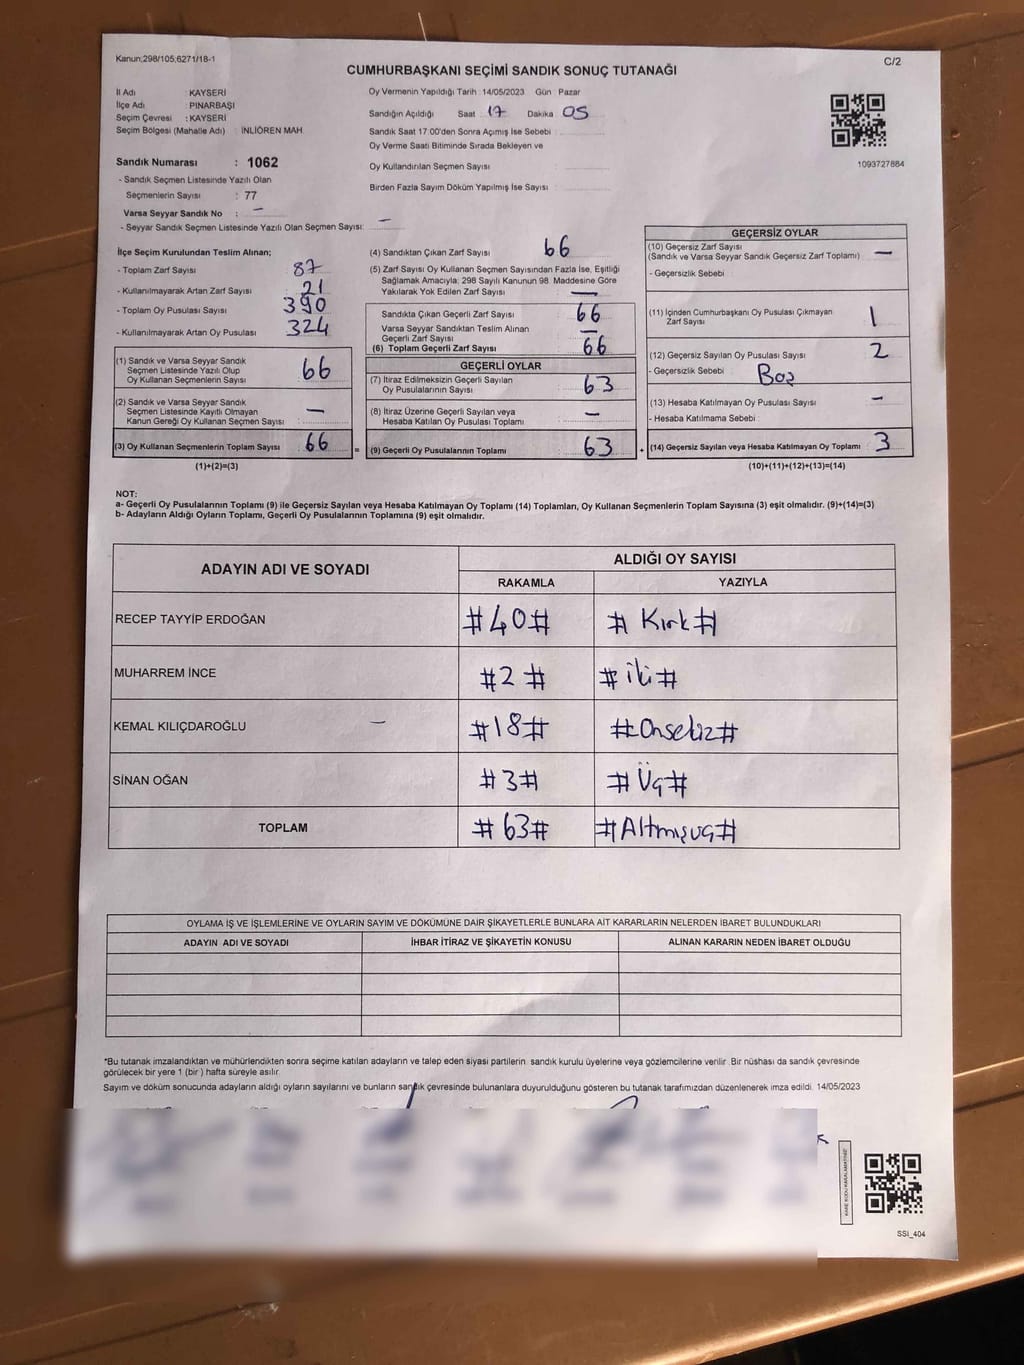 Kanun;298/105,6271/18-1
C/2
CUMHURBAŞKANI SEÇİMİ SANDIK SONUÇ TUTANAĞI
İl Adı : KAYSERİ
İlçe Adı : PINARBAŞI
Seçim Çevresi : KAYSERİ
Seçim Bölgesi (Mahalle Adı) : İNLİÖREN MAH.
Oy Vermenin Yapıldığı Tarih : 14/05/2023 Gün : Pazar
Sandığın Açıldığı Saat : 17 Dakika 05
Sandık Saat 17:00'den Sonra Açmış İse Sebebi :
Oy Verme Saati Bitiminde Sırada Bekleyen ve
Oy Kullandırılan Seçmen Sayısı :
Birden Fazla Sayım Döküm Yapılmış İse Sayısı :
1093727884
Sandık Numarası : 1062
- Sandık Seçmen Listesinde Yazılı Olan
Seçmenlerin Sayısı : 77
Varsa Seyyar Sandık No : –
- Seyyar Sandık Seçmen Listesinde Yazılı Olan Seçmen Sayısı: –
İlçe Seçim Kurulundan Teslim Alınan;
- Toplam Zarf Sayısı 87
- Kullanılmayarak Artan Zarf Sayısı 21
- Toplam Oy Pusulası Sayısı 390
- Kullanılmayarak Artan Oy Pusulası 324
(1) Sandık ve Varsa Seyyar Sandık
Seçmen Listesinde Yazılı Olup
Oy Kullanan Seçmenlerin Sayısı 66
(2) Sandık ve Varsa Seyyar Sandık
Seçmen Listesinde Kayıtlı Olmayan
Kanun Gereği Oy Kullanan Seçmen Sayısı –
(3) Oy Kullanan Seçmenlerin Toplam Sayısı 66
(1)+(2)=(3)
(4) Sandıktan Çıkan Zarf Sayısı 66
(5) Zarf Sayısı Oy Kullanan Seçmen Sayısından Fazla İse, Eşitliği
Sağlamak Amacıyla; 298 Sayılı Kanunun 98. Maddesine Göre
Yakılarak Yok Edilen Zarf Sayısı –
Sandıkta Çıkan Geçerli Zarf Sayısı 66
Varsa Seyyar Sandıktan Teslim Alınan
Geçerli Zarf Sayısı –
(6) Toplam Geçerli Zarf Sayısı 66
GEÇERLİ OYLAR
(7) İtiraz Edilmeksizin Geçerli Sayılan
Oy Pusulalarının Sayısı 63
(8) İtiraz Üzerine Geçerli Sayılan veya
Hesaba Katılan Oy Pusulası Toplamı –
= (9) Geçerli Oy Pusulalarının Toplamı 63 +
GEÇERSİZ OYLAR
(10) Geçersiz Zarf Sayısı
(Sandık ve Varsa Seyyar Sandık Geçersiz Zarf Toplamı) –
- Geçersizlik Sebebi :
(11) İçinden Cumhurbaşkanı Oy Pusulası Çıkmayan
Zarf Sayısı 1
(12) Geçersiz Sayılan Oy Pusulası Sayısı 2
- Geçersizlik Sebebi : Boş
(13) Hesaba Katılmayan Oy Pusulası Sayısı –
- Hesaba Katılmama Sebebi :
(14) Geçersiz Sayılan veya Hesaba Katılmayan Oy Toplamı 3
(10)+(11)+(12)+(13)=(14)
NOT:
a- Geçerli Oy Pusulalarının Toplamı (9) ile Geçersiz Sayılan veya Hesaba Katılmayan Oy Toplamı (14) Toplamları, Oy Kullanan Seçmenlerin Toplam Sayısına (3) eşit olmalıdır. (9)+(14)=(3)
b- Adayların Aldığı Oyların Toplamı, Geçerli Oy Pusulalarının Toplamına (9) eşit olmalıdır.
ADAYIN ADI VE SOYADI
ALDIĞI OY SAYISI
RAKAMLA YAZIYLA
RECEP TAYYİP ERDOĞAN #40# # Kırk#
MUHARREM İNCE #2# # iki#
KEMAL KILIÇDAROĞLU – #18# #Onsekiz#
SİNAN OĞAN #3# # Üç#
TOPLAM #63# #Altmışüç#
OYLAMA İŞ VE İŞLEMLERİNE VE OYLARIN SAYIM VE DÖKÜMÜNE DAİR ŞİKAYETLERLE BUNLARA AİT KARARLARIN NELERDEN İBARET BULUNDUKLARI
ADAYIN ADI VE SOYADI İHBAR İTİRAZ VE ŞİKAYETİN KONUSU ALINAN KARARIN NEDEN İBARET OLDUĞU
*Bu tutanak imzalandıktan ve mühürlendikten sonra seçime katılan adayların ve talep eden siyasi partilerin. sandık kurulu üyelerine veya gözlemcilerine verilir. Bir nüshası da sandık çevresinde
görülecek bir yere 1 (bir ) hafta süreyle asılır.
Sayım ve döküm sonucunda adayların aldığı oyların sayılarını ve bunların sandık çevresinde bulunanlara duyurulduğunu gösteren bu tutanak tarafımızdan düzenlenerek imza edildi. 14/05/2023
SSI_404